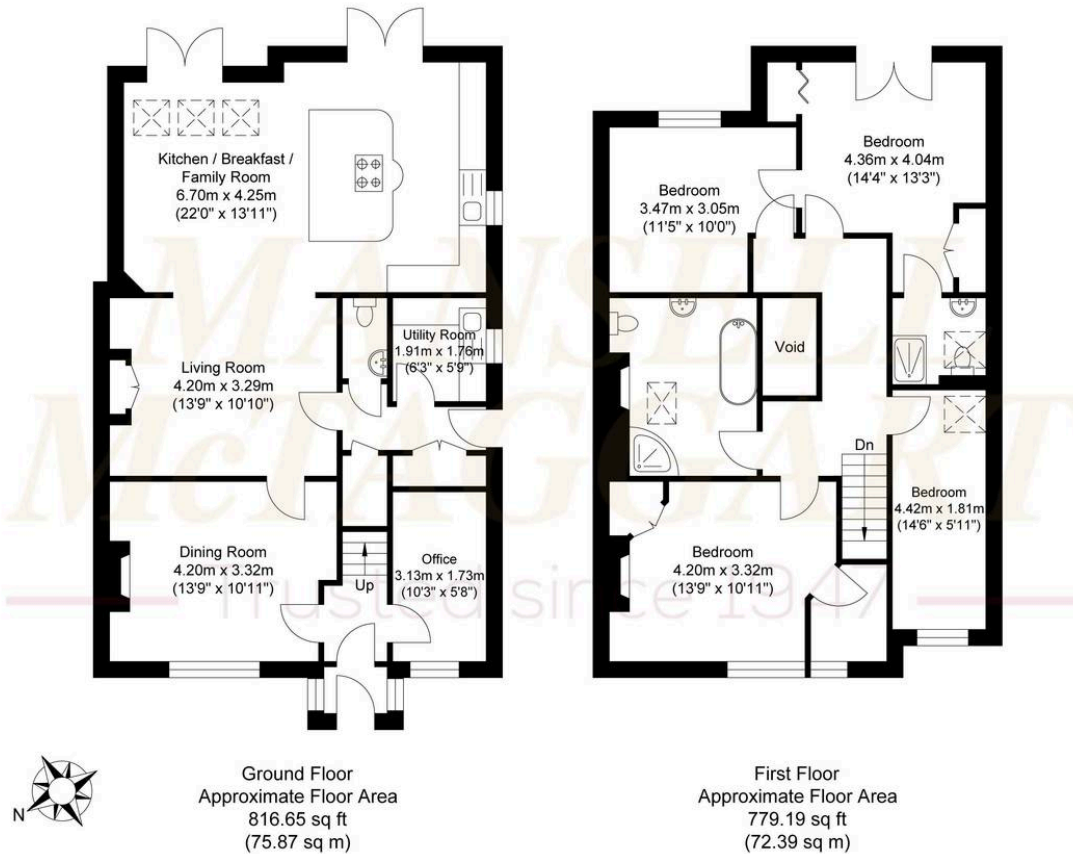 Kitchen / Breakfast /
Family Room
6.70m x 4.25m
(22'0" x 13'11")
Living Room
4.20m x 3.29m
(13'9" x 10'10")
Utility Room
1.91m x 1.76m
(6'3" x 5'9")
Dining Room
4.20m x 3.32m
(13'9" x 10'11")
Up
Office
3.13m x 1.73m
(10'3" x 5'8")
Bedroom
4.36m x 4.04m
(14'4" x 13'3")
Bedroom
3.47m x 3.05m
(11'5" x 10'0")
Void
Dn
Bedroom
4.42m x 1.81m
(14'6" x 5'11")
Bedroom
4.20m x 3.32m
(13'9" x 10'11")
MANSELL
McTAGGART
Trusted since 1947
N
Ground Floor
Approximate Floor Area
816.65 sq ft
(75.87 sq m)
First Floor
Approximate Floor Area
779.19 sq ft
(72.39 sq m)